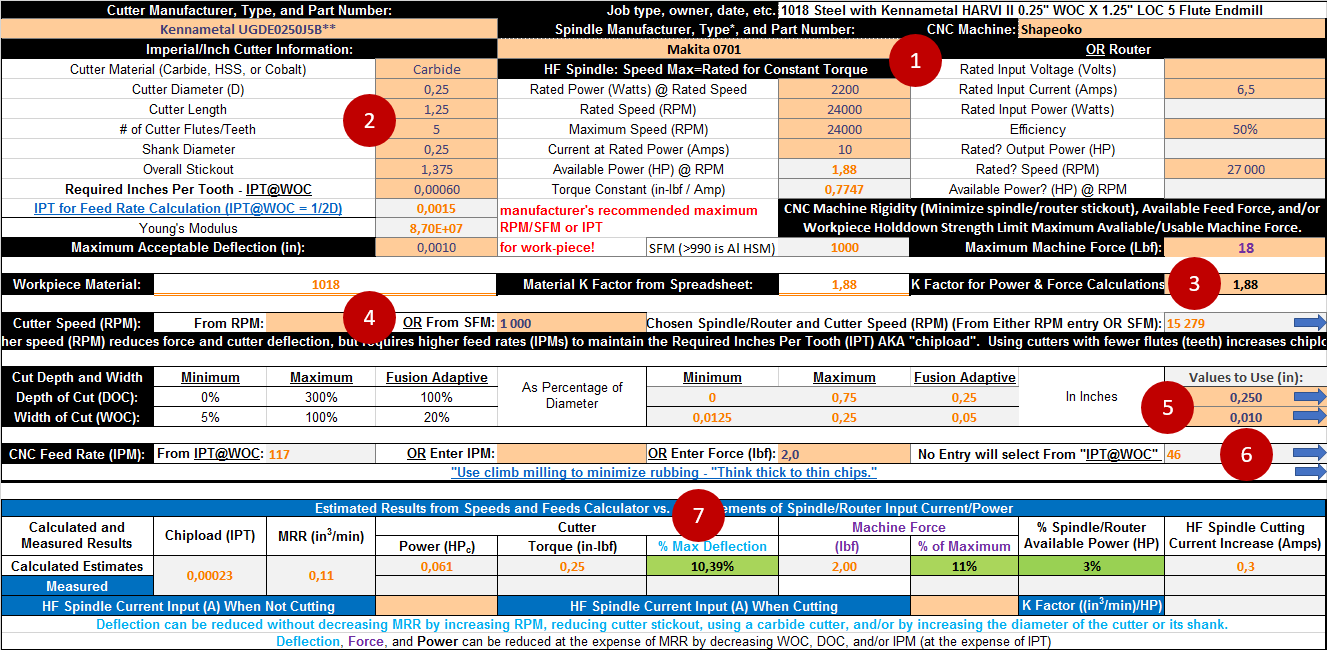 Cutter Manufacturer, Type, and Part Number: Job type, owner, date, etc. 1018 Steel with Kennametal HARVI II 0.25" WOC X 1.25" LOC 5 Flute Endmill
Kennametal UGDE0250J5B** Spindle Manufacturer, Type*, and Part Number: CNC Machine: Shapeoko
Imperial/Inch Cutter Information: Makita 0701 OR Router
Cutter Material (Carbide, HSS, or Cobalt) Carbide HF Spindle: Speed Max=Rated for Constant Torque 1 Rated Input Voltage (Volts)
Cutter Diameter (D) 0,25 Rated Power (Watts) @ Rated Speed 2200 Rated Input Current (Amps) 6,5
Cutter Length 2 1,25 Rated Speed (RPM) 24000 Rated Input Power (Watts)
# of Cutter Flutes/Teeth 5 Maximum Speed (RPM) 24000 Efficiency 50%
Shank Diameter 0,25 Current at Rated Power (Amps) 10 Rated? Output Power (HP)
Overall Stickout 1,375 Available Power (HP) @ RPM 1,88 Rated? Speed (RPM) 27 000
Required Inches Per Tooth - IPT@WOC 0,00060 Torque Constant (in-lbf / Amp) 0,7747 Available Power? (HP) @ RPM
IPT for Feed Rate Calculation (IPT@WOC = 1/2D) 0,0015 manufacturer's recommended maximum CNC Machine Rigidity (Minimize spindle/router stickout), Available Feed Force, and/or
Young's Modulus 8,70E+07 RPM/SFM or IPT Workpiece Holddown Strength Limit Maximum Avaliable/Usable Machine Force.
Maximum Acceptable Deflection (in): 0,0010 for work-piece! SFM (>990 is Al HSM) 1000 Maximum Machine Force (Lbf): 18
Workpiece Material: 1018 Material K Factor from Spreadsheet: 1,88 K Factor for Power & Force Calculations 3 1,88
Cutter Speed (RPM): From RPM: 4 OR From SFM: 1 000 Chosen Spindle/Router and Cutter Speed (RPM) (From Either RPM entry OR SFM): 15 279
her speed (RPM) reduces force and cutter deflection, but requires higher feed rates (IPMs) to maintain the Required Inches Per Tooth (IPT) AKA "chipload". Using cutters with fewer flutes (teeth) increases chiplo
Cut Depth and Width Minimum Maximum Fusion Adaptive As Percentage of Diameter Minimum Maximum Fusion Adaptive In Inches Values to Use (in):
Depth of Cut (DOC): 0% 300% 100% 0 0,75 0,25 5 0,250
Width of Cut (WOC): 5% 100% 20% 0,0125 0,25 0,05 0,010
CNC Feed Rate (IPM): From IPT@WOC: 117 OR Enter IPM: OR Enter Force (lbf): 2,0 No Entry will select From "IPT@WOC" 46 6
"Use climb milling to minimize rubbing - "Think thick to thin chips."
Estimated Results from Speeds and Feeds Calculator vs. 7 ements of Spindle/Router Input Current/Power
Calculated and Measured Results Chipload (IPT) MRR (in3/min) Cutter Machine Force % Spindle/Router Available Power (HP) HF Spindle Cutting Current Increase (Amps)
Power (HPc) Torque (in-lbf) % Max Deflection (lbf) % of Maximum
Calculated Estimates 0,00023 0,11 0,061 0,25 10,39% 2,00 11% 3% 0,3
Measured
HF Spindle Current Input (A) When Not Cutting HF Spindle Current Input (A) When Cutting K Factor ((in3/min)/HP)
Deflection can be reduced without decreasing MRR by increasing RPM, reducing cutter stickout, using a carbide cutter, and/or by increasing the diameter of the cutter or its shank.
Deflection, Force, and Power can be reduced at the expense of MRR by decreasing WOC, DOC, and/or IPM (at the expense of IPT)